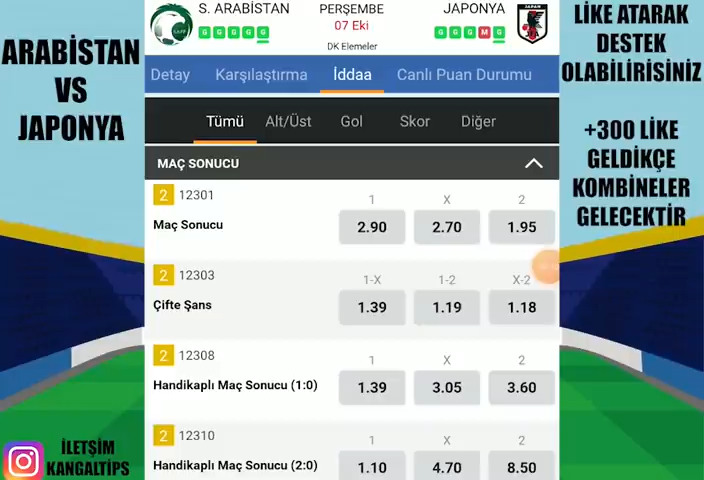 ARABİSTAN
VS
JAPONYA
S. ARABİSTAN
G G G G G
PERŞEMBE
07 Eki
DK Elemeler
JAPONYA
G G G M G
JAPAN
Detay Karşılaştırma İddaa Canlı Puan Durumu
Tümü Alt/Üst Gol Skor Diğer
MAÇ SONUCU
2 12301
1 X 2
Maç Sonucu
2.90 2.70 1.95
2 12303
1-X 1-2 X-2
Çifte Şans
1.39 1.19 1.18
2 12308
1 X 2
Handikaplı Maç Sonucu (1:0)
1.39 3.05 3.60
2 12310
1 X 2
Handikaplı Maç Sonucu (2:0)
1.10 4.70 8.50
LİKE ATARAK
DESTEK
OLABİLİRİSİNİZ
+300 LİKE
GELDİKÇE
KOMBİNELER
GELECEKTİR
İLETŞİM
KANGALTİPS